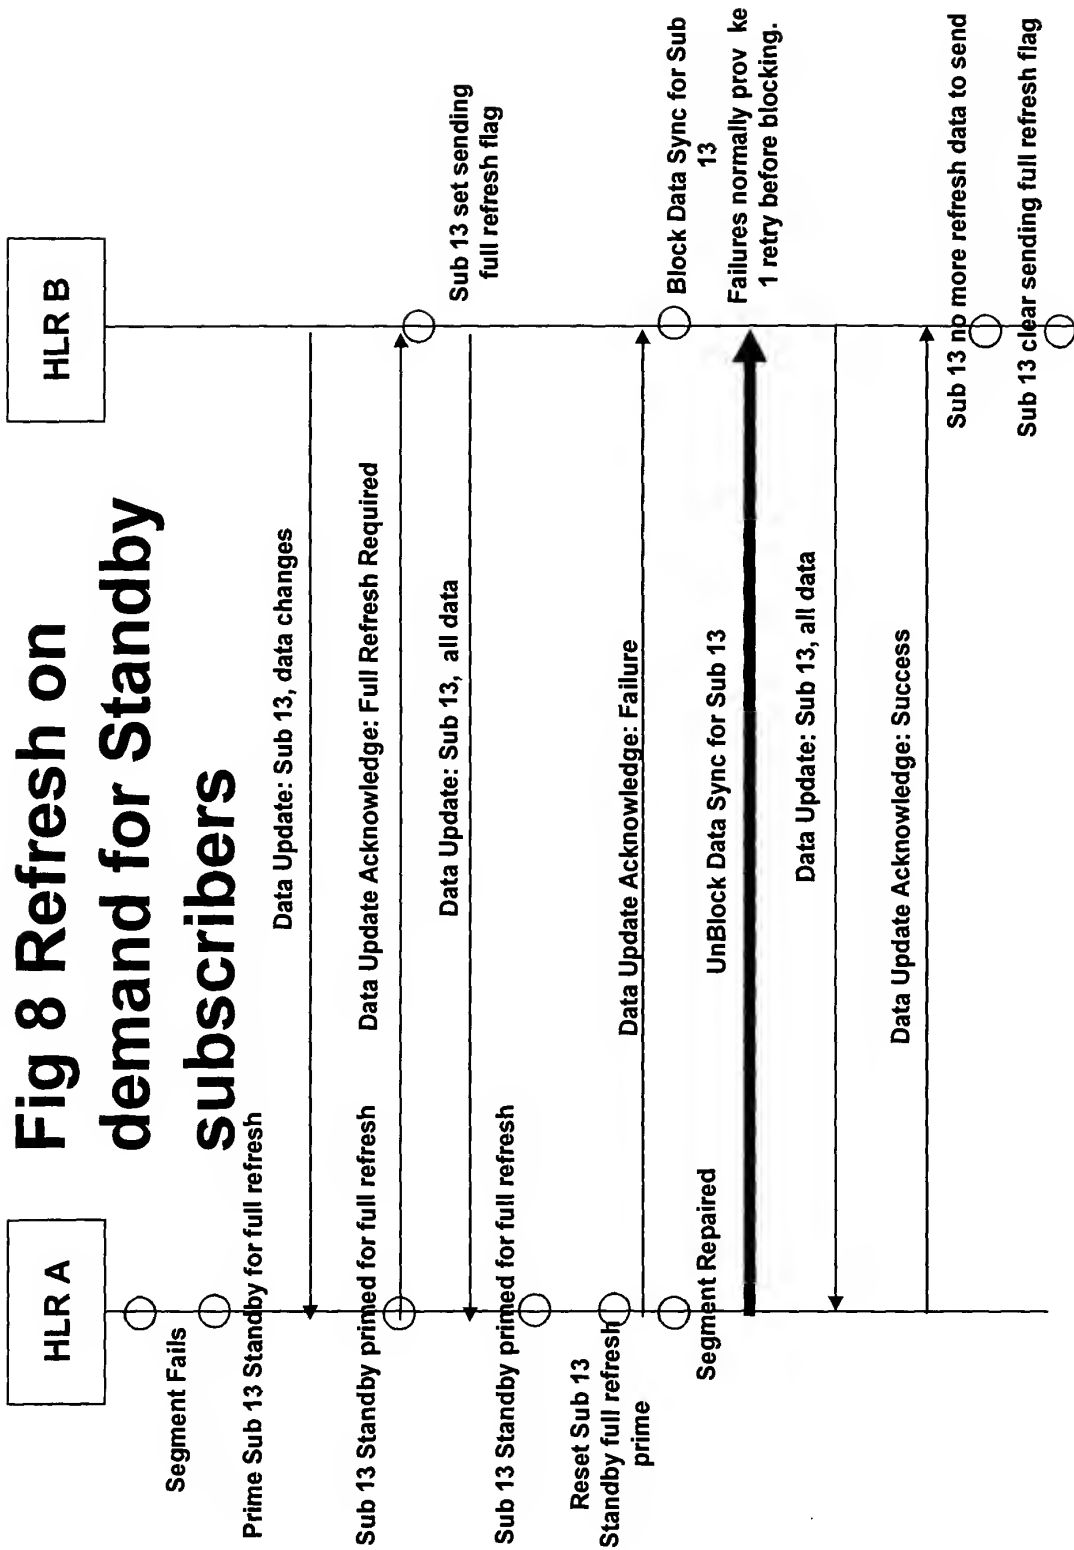 Fig 8 Refresh on
demand for Standby
subscribers
HLR A
HLR B
Segment Fails
Prime Sub 13 Standby for full refresh
Data Update: Sub 13, data changes
Sub 13 Standby primed for full refresh
Data Update Acknowledge: Full Refresh Required
Sub 13 set sending
full refresh flag
Data Update: Sub 13, all data
Sub 13 Standby primed for full refresh
Reset Sub 13
Standby full refresh
prime
Data Update Acknowledge: Failure
Block Data Sync for Sub
13
Segment Repaired
UnBlock Data Sync for Sub 13
Failures normally prov ke
1 retry before blocking.
Data Update: Sub 13, all data
Data Update Acknowledge: Success
Sub 13 no more refresh data to send
Sub 13 clear sending full refresh flag